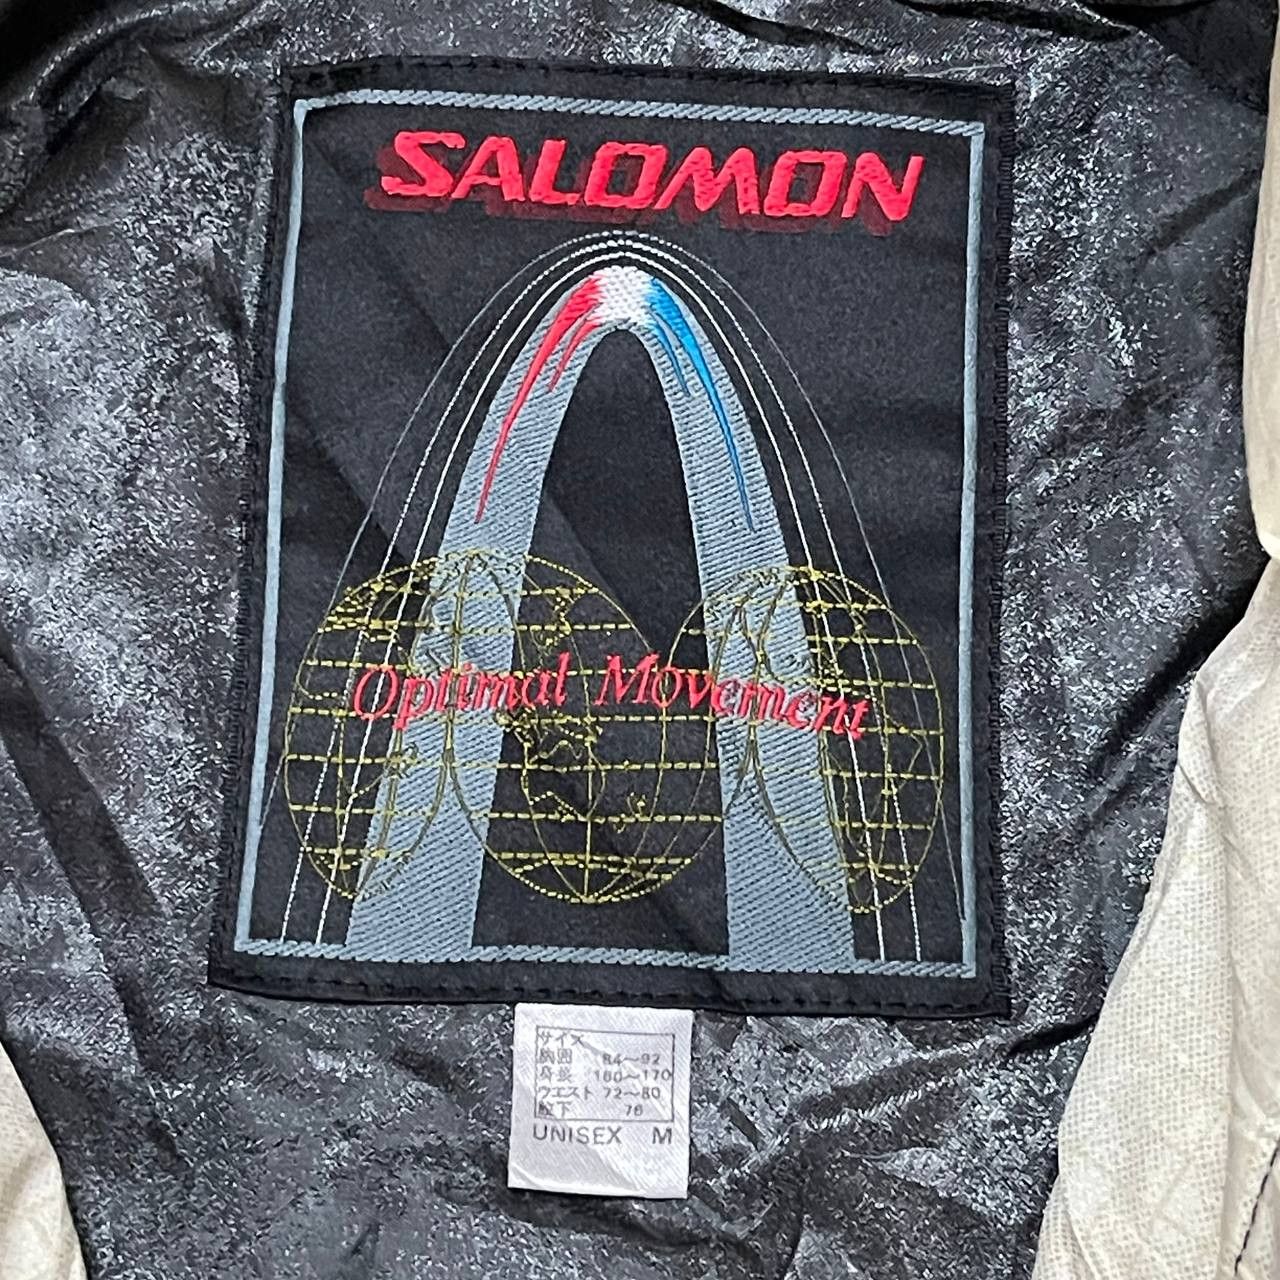 SALOMON
Optimal Movement
サイズ
胸囲 84～92
身長 160～170
ウエスト 72～80
股下 76
UNISEX M